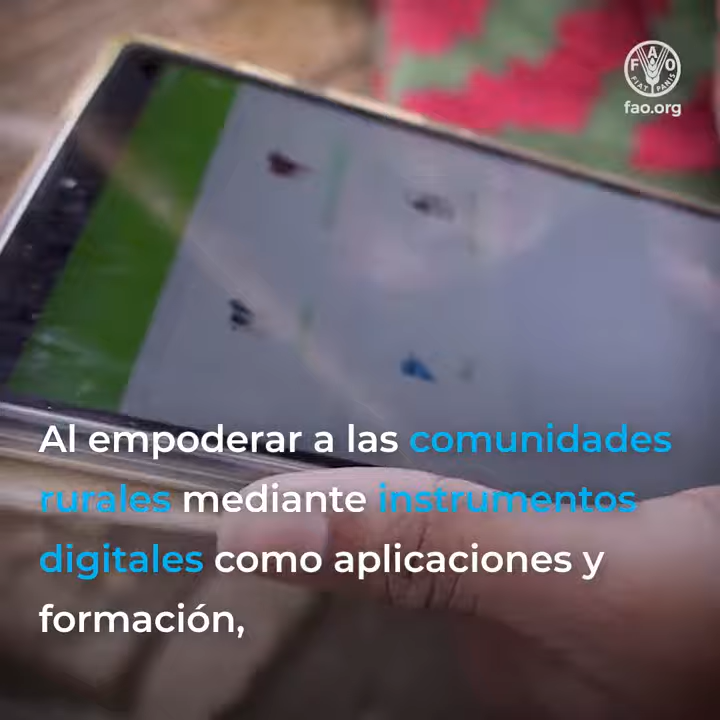 FAO
FIAT PANIS
fao.org
Al empoderar a las comunidades
rurales mediante instrumentos
digitales como aplicaciones y
formación,